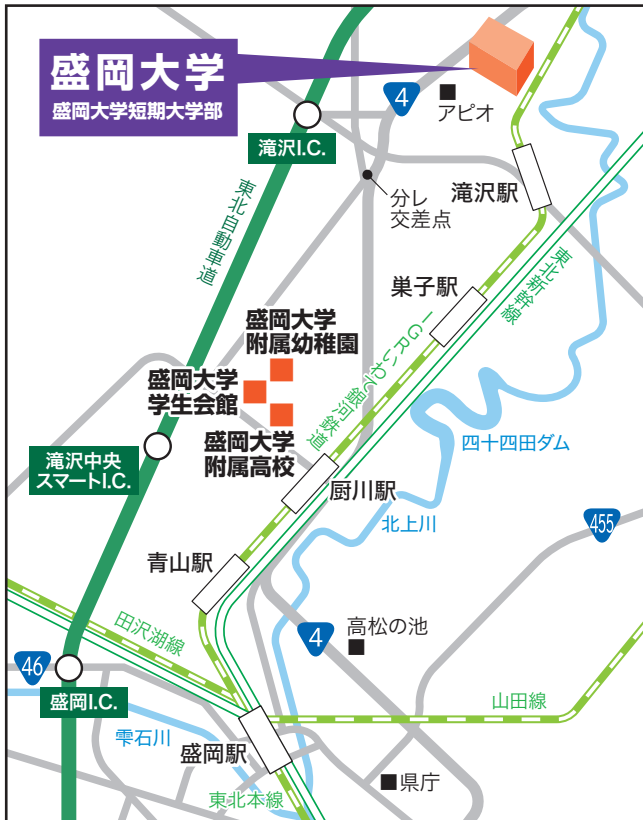 盛岡大学
盛岡大学短期大学部
4
アピオ
滝沢I.C.
東北自動車道
分レ
交差点
滝沢駅
巣子駅
東北新幹線
盛岡大学
附属幼稚園
IGRいわて銀河鉄道
盛岡大学
学生会館
盛岡大学
附属高校
四十四田ダム
滝沢中央
スマートI.C.
厨川駅
北上川
455
青山駅
田沢湖線
4
高松の池
46
盛岡I.C.
雫石川
盛岡駅
山田線
県庁
東北本線